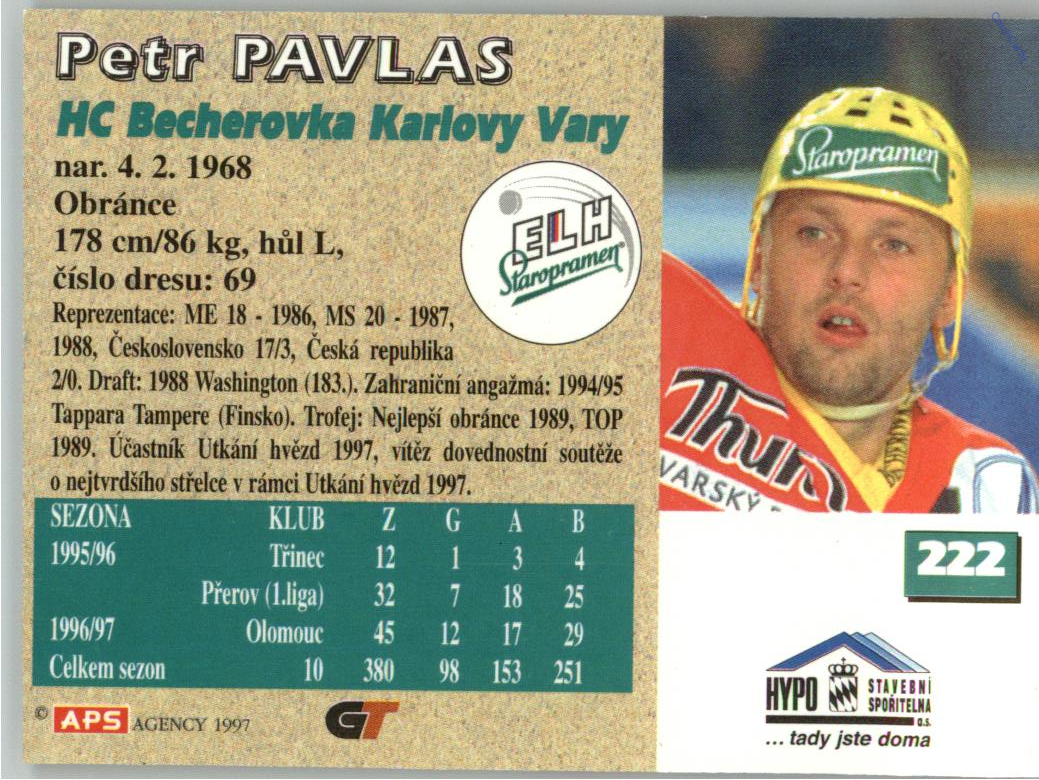 Petr PAVLAS
HC Becherovka Karlovy Vary
nar. 4. 2. 1968
Obránce
178 cm/86 kg, hůl L,
číslo dresu: 69
ELH
Staropramen
Reprezentace: ME 18 - 1986, MS 20 - 1987,
1988, Československo 17/3, Česká republika
2/0. Draft: 1988 Washington (183.). Zahraniční angažmá: 1994/95
Tappara Tampere (Finsko). Trofej: Nejlepší obránce 1989, TOP
1989. Účastník Utkání hvězd 1997, vítěz dovednostní soutěže
o nejtvrdšího střelce v rámci Utkání hvězd 1997.
SEZONA KLUB Z G A B
1995/96 Třinec 12 1 3 4
Přerov (1.liga) 32 7 18 25
1996/97 Olomouc 45 12 17 29
Celkem sezon 10 380 98 153 251
© APS AGENCY 1997
GT
Staropramen
Thurn
VARSKÝ
222
HYPO STAVEBNÍ
SPOŘITELNA
a.s.
... tady jste doma